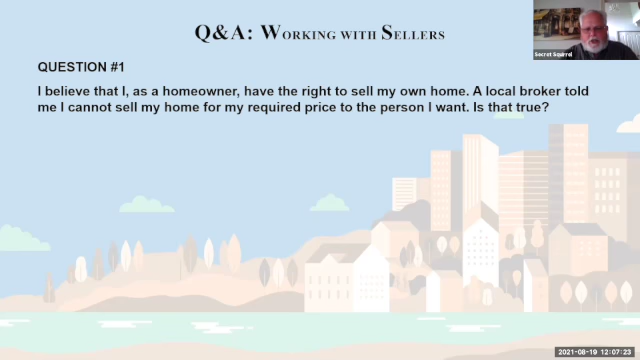 Q&A: WORKING WITH SELLERS
Secret Squirrel
QUESTION #1
I believe that I, as a homeowner, have the right to sell my own home. A local broker told
me I cannot sell my home for my required price to the person I want. Is that true?
2021-08-19 12:07:23